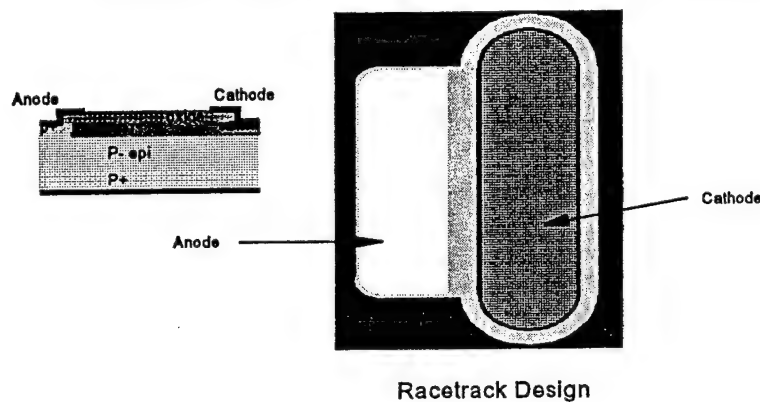 Anode
Cathode
P- epi
P+
Anode
Cathode
Racetrack Design